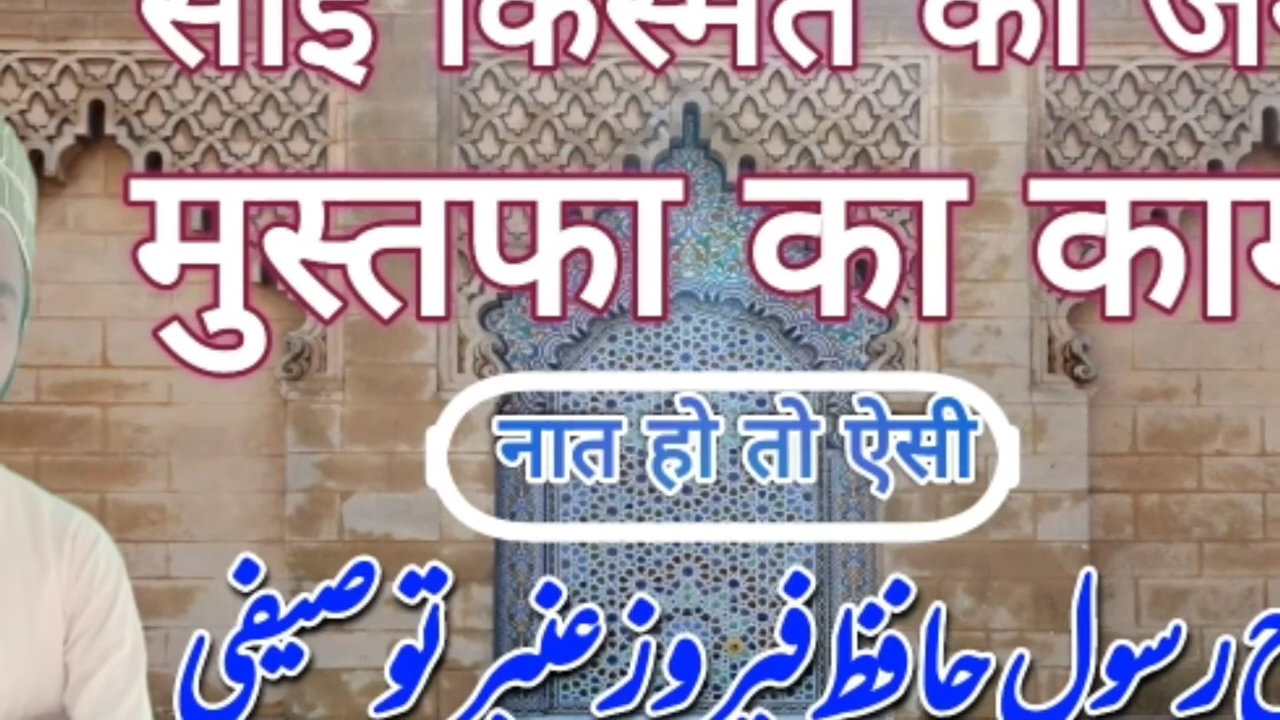 सोई किस्मत को
मुस्तफा का
नात हो तो ऐसी
رسول حافظ فیروز عنبر توصیفی